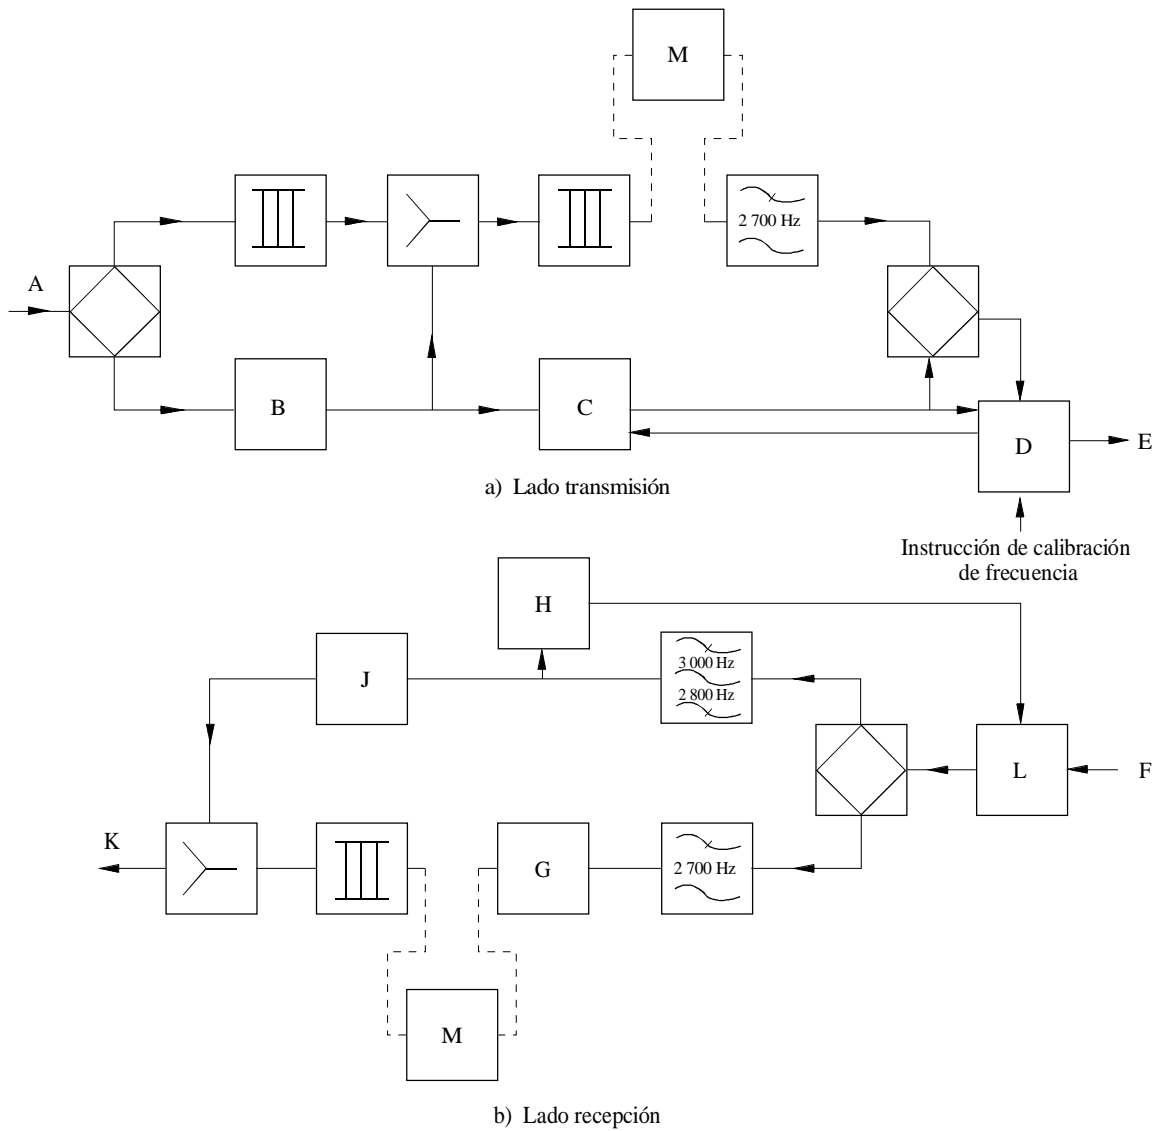 M
2 700 Hz
A
B
C
D
E
a) Lado transmisión
Instrucción de calibración
de frecuencia
H
J
3 000 Hz
2 800 Hz
L
F
K
G
2 700 Hz
M
b) Lado recepción